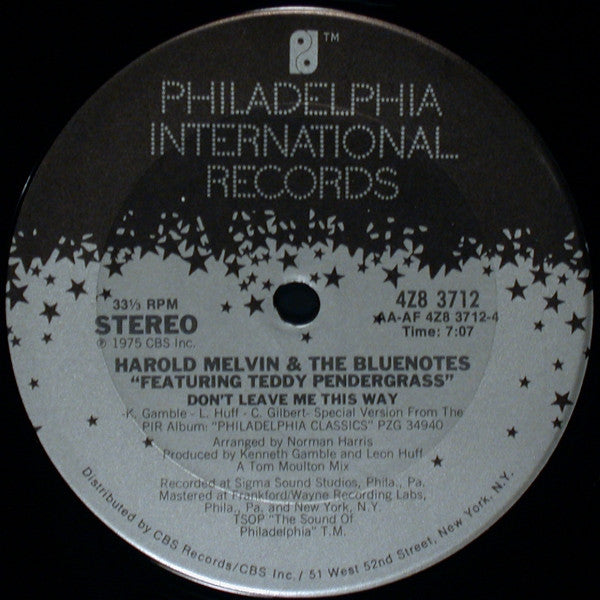 TM
PHILADELPHIA
INTERNATIONAL
RECORDS
33⅓ RPM
STEREO
℗ 1975 CBS Inc.
4Z8 3712
AA-AF 4Z8 3712-4
Time: 7:07
HAROLD MELVIN & THE BLUENOTES
"FEATURING TEDDY PENDERGRASS"
DON'T LEAVE ME THIS WAY
-K. Gamble - L. Huff - C. Gilbert- Special Version From The
PIR Album: "PHILADELPHIA CLASSICS" PZG 34940
Arranged by Norman Harris
Produced by Kenneth Gamble and Leon Huff
A Tom Moulton Mix
Recorded at Sigma Sound Studios, Phila., Pa.
Mastered at Frankford/Wayne Recording Labs,
Phila., Pa. and New York, N.Y.
TSOP "The Sound Of
Philadelphia" T.M.
Distributed by CBS Records/CBS Inc./ 51 West 52nd Street, New York, N.Y.